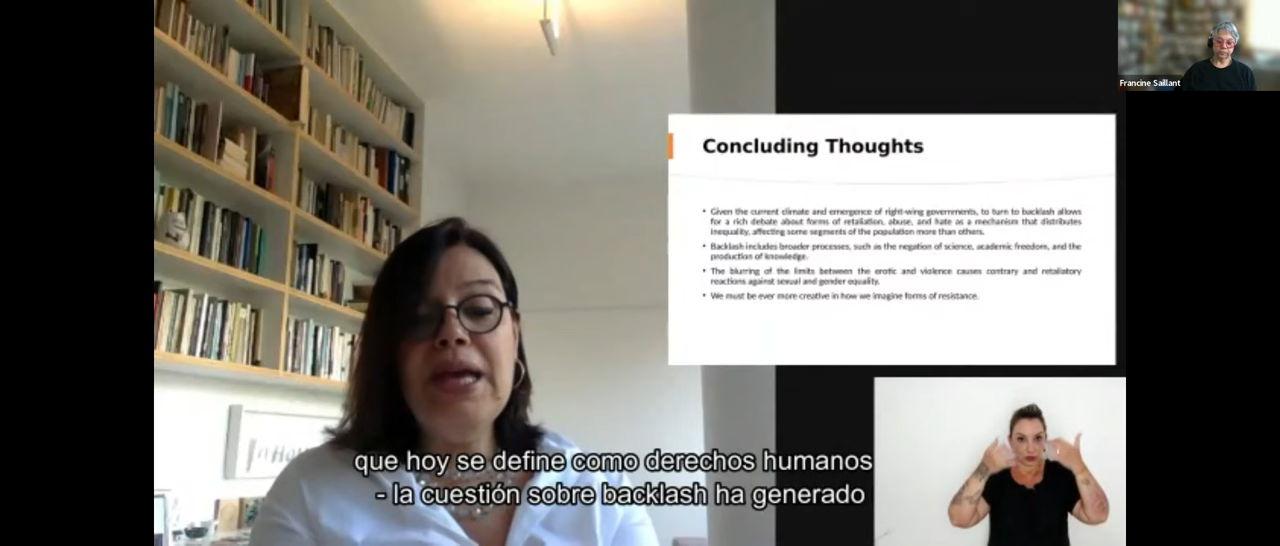 Francine Saillant
Concluding Thoughts
• Given the current climate and emergence of right-wing governments, to turn to backlash allows
for a rich debate about forms of retaliation, abuse, and hate as a mechanism that distributes
inequality, affecting some segments of the population more than others.
• Backlash includes broader processes, such as the negation of science, academic freedom, and the
production of knowledge.
• The blurring of the limits between the erotic and violence causes contrary and retaliatory
reactions against sexual and gender equality.
• We must be ever more creative in how we imagine forms of resistance.
que hoy se define como derechos humanos
- la cuestión sobre backlash ha generado